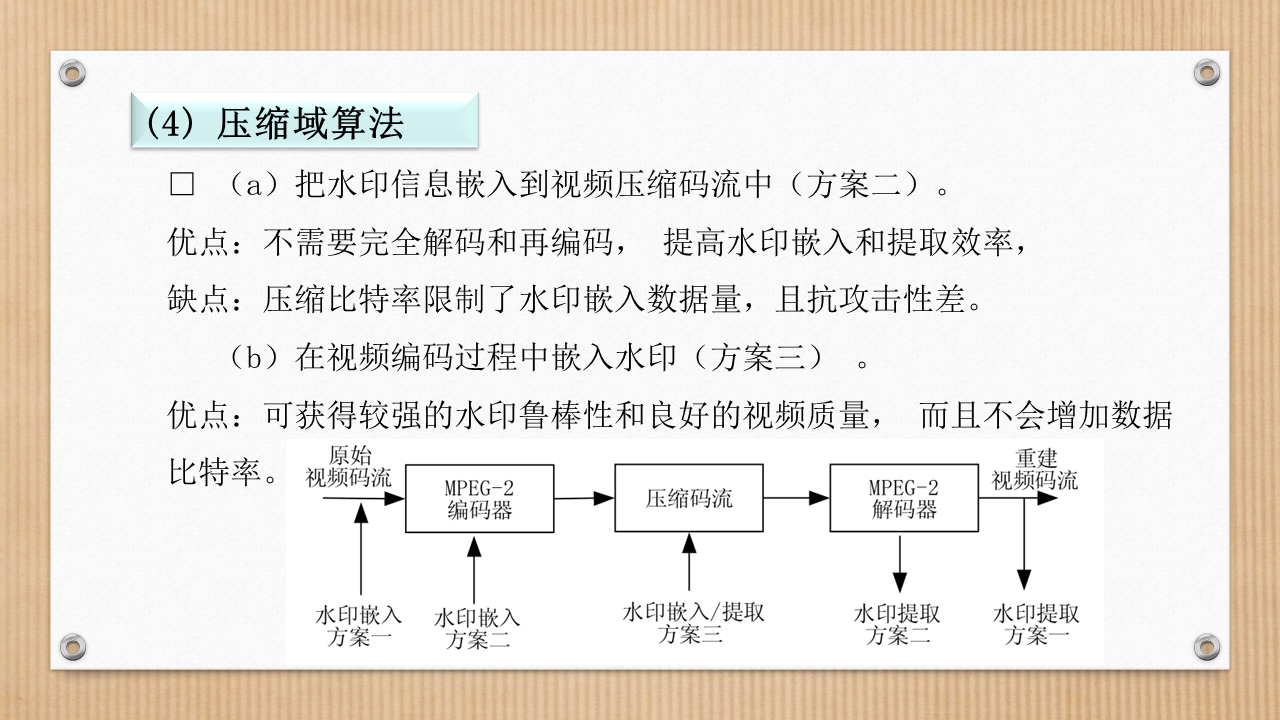 (4) 压缩域算法
□ （a）把水印信息嵌入到视频压缩码流中（方案二）。
优点：不需要完全解码和再编码， 提高水印嵌入和提取效率，
缺点：压缩比特率限制了水印嵌入数据量，且抗攻击性差。
（b）在视频编码过程中嵌入水印（方案三） 。
优点：可获得较强的水印鲁棒性和良好的视频质量， 而且不会增加数据
比特率。
原始
视频码流
MPEG-2
编码器
压缩码流
MPEG-2
解码器
重建
视频码流
水印嵌入
方案一
水印嵌入
方案二
水印嵌入/提取
方案三
水印提取
方案二
水印提取
方案一